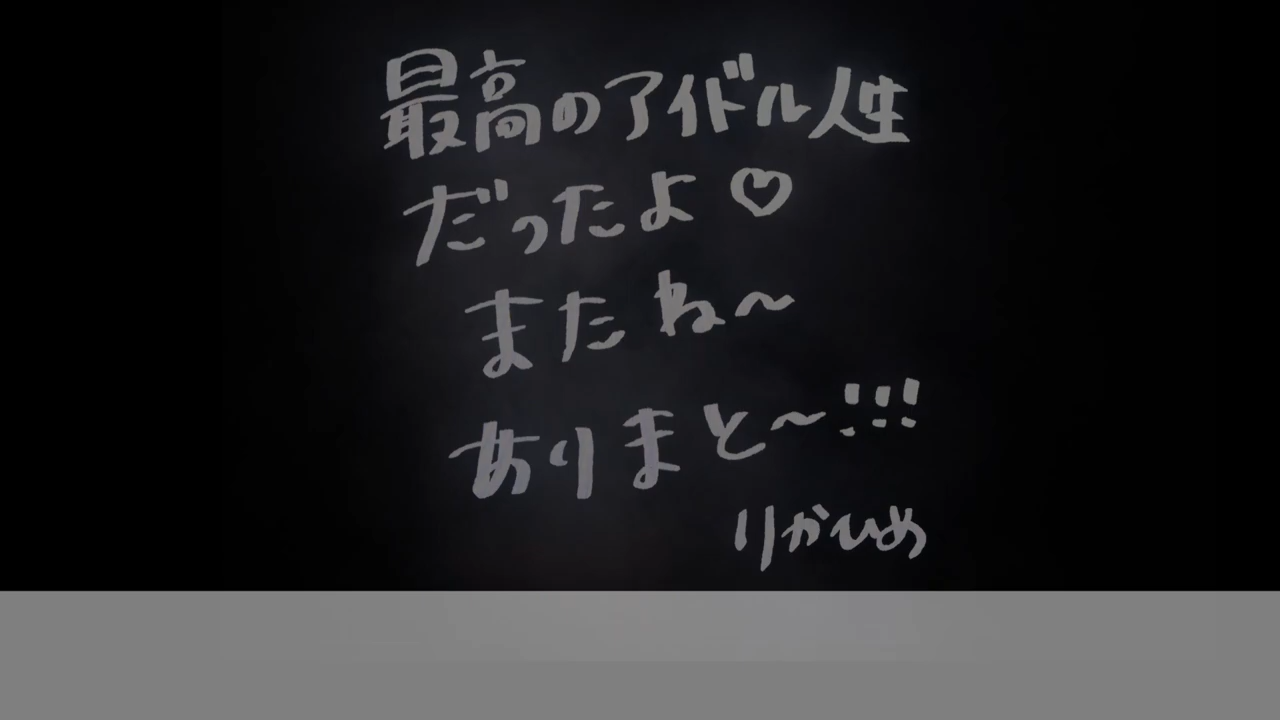 最高のアイドル人生
だったよ♡
またね～
ありまと～!!!
りかひめ